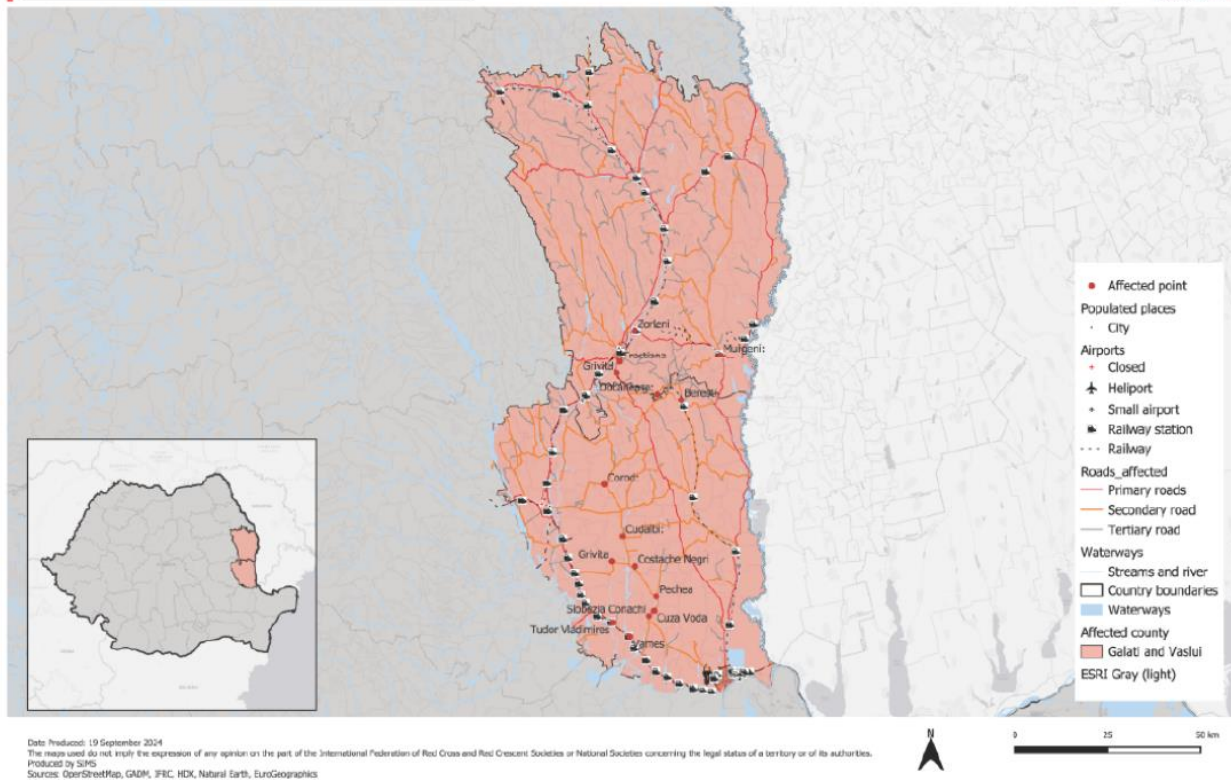 Zorleni
Grivita
Murgeni:
Corod:
Cudalbi:
Grivita
Costache Negri
Pechea
Slobozia Conachi
Cuza Voda
Tudor Vladimires
Vames
Affected point
Populated places
City
Airports
Closed
Heliport
Small airport
Railway station
Railway
Roads_affected
Primary roads
Secondary road
Tertiary road
Waterways
Streams and river
Country boundaries
Waterways
Affected county
Galati and Vaslui
ESRI Gray (light)
N
0 25 50 km
Date Produced: 19 September 2024
The maps used do not imply the expression of any opinion on the part of the International Federation of Red Cross and Red Crescent Societies or National Societies concerning the legal status of a territory or of its authorities.
Produced by SIMS
Sources: OpenStreetMap, GADM, IFRC, HDX, Natural Earth, EuroGeographics